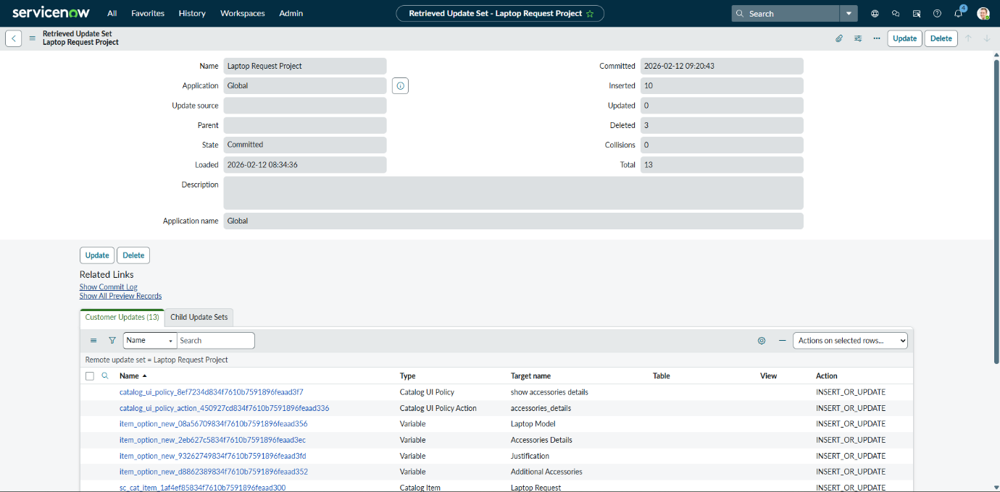 servicenow All Favorites History Workspaces Admin Retrieved Update Set - Laptop Request Project Search 4
Retrieved Update Set
Laptop Request Project
Update Delete
Name Laptop Request Project
Committed 2026-02-12 09:20:43
Application Global
Inserted 10
Update source
Updated 0
Parent
Deleted 3
State Committed
Collisions 0
Loaded 2026-02-12 08:34:36
Total 13
Description
Application name Global
Update Delete
Related Links
Show Commit Log
Show All Preview Records
Customer Updates (13) Child Update Sets
Name Search Actions on selected rows...
Remote update set = Laptop Request Project
Name Type Target name Table View Action
catalog_ui_policy_8ef7234d834f7610b7591896feaad3f7 Catalog UI Policy show accessories details INSERT_OR_UPDATE
catalog_ui_policy_action_450927cd834f7610b7591896feaad336 Catalog UI Policy Action accessories_details INSERT_OR_UPDATE
item_option_new_08a56709834f7610b7591896feaad356 Variable Laptop Model INSERT_OR_UPDATE
item_option_new_2eb627c5834f7610b7591896feaad3ec Variable Accessories Details INSERT_OR_UPDATE
item_option_new_93262749834f7610b7591896feaad3fd Variable Justification INSERT_OR_UPDATE
item_option_new_d8862389834f7610b7591896feaad352 Variable Additional Accessories INSERT_OR_UPDATE
sc_cat_item_1af4ef85834f7610b7591896feaad300 Catalog Item Laptop Request INSERT_OR_UPDATE